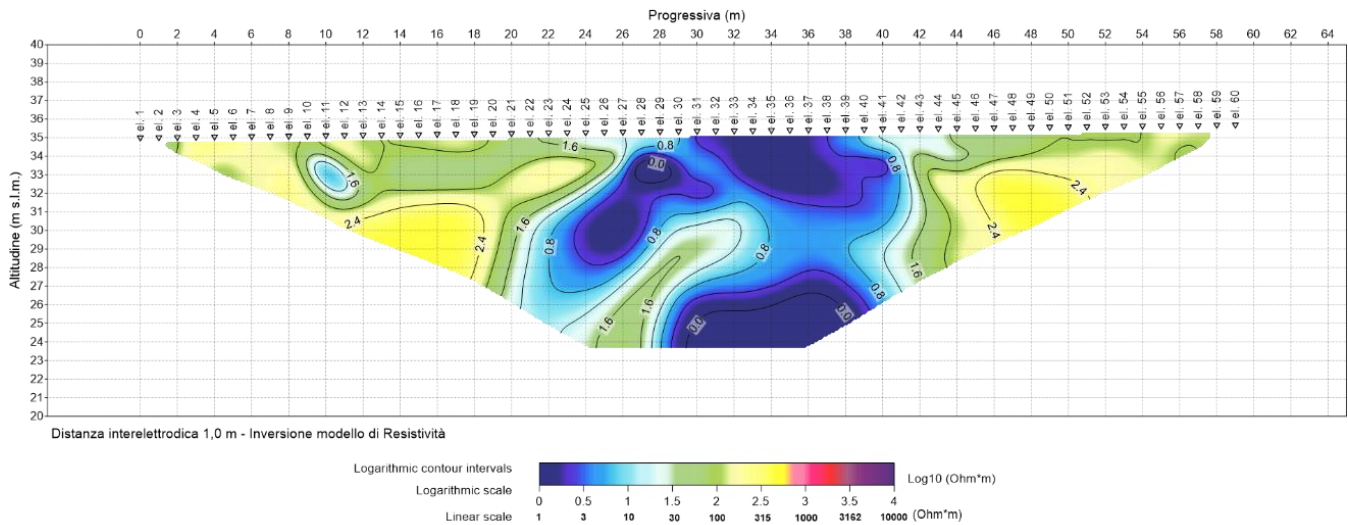 Progressiva (m)
0 2 4 6 8 10 12 14 16 18 20 22 24 26 28 30 32 34 36 38 40 42 44 46 48 50 52 54 56 58 60 62 64
40
39
38
37
36
35
34
33
32
31
30
29
28
27
26
25
24
23
22
21
20
Altitudine (m s.l.m.)
el. 1 el. 2 el. 3 el. 4 el. 5 el. 6 el. 7 el. 8 el. 9 el. 10 el. 11 el. 12 el. 13 el. 14 el. 15 el. 16 el. 17 el. 18 el. 19 el. 20 el. 21 el. 22 el. 23 el. 24 el. 25 el. 26 el. 27 el. 28 el. 29 el. 30 el. 31 el. 32 el. 33 el. 34 el. 35 el. 36 el. 37 el. 38 el. 39 el. 40 el. 41 el. 42 el. 43 el. 44 el. 45 el. 46 el. 47 el. 48 el. 49 el. 50 el. 51 el. 52 el. 53 el. 54 el. 55 el. 56 el. 57 el. 58 el. 59 el. 60
1.6 0.8
0.0 0.8
1.6 2.4
2.4 2.4 1.6 0.8 0.8 0.8 1.6 2.4
1.6 1.6 0.0 0.0 0.8
Distanza interelettrodica 1,0 m - Inversione modello di Resistività
Logarithmic contour intervals
Log10 (Ohm*m)
Logarithmic scale 0 0.5 1 1.5 2 2.5 3 3.5 4
Linear scale 1 3 10 30 100 315 1000 3162 10000 (Ohm*m)